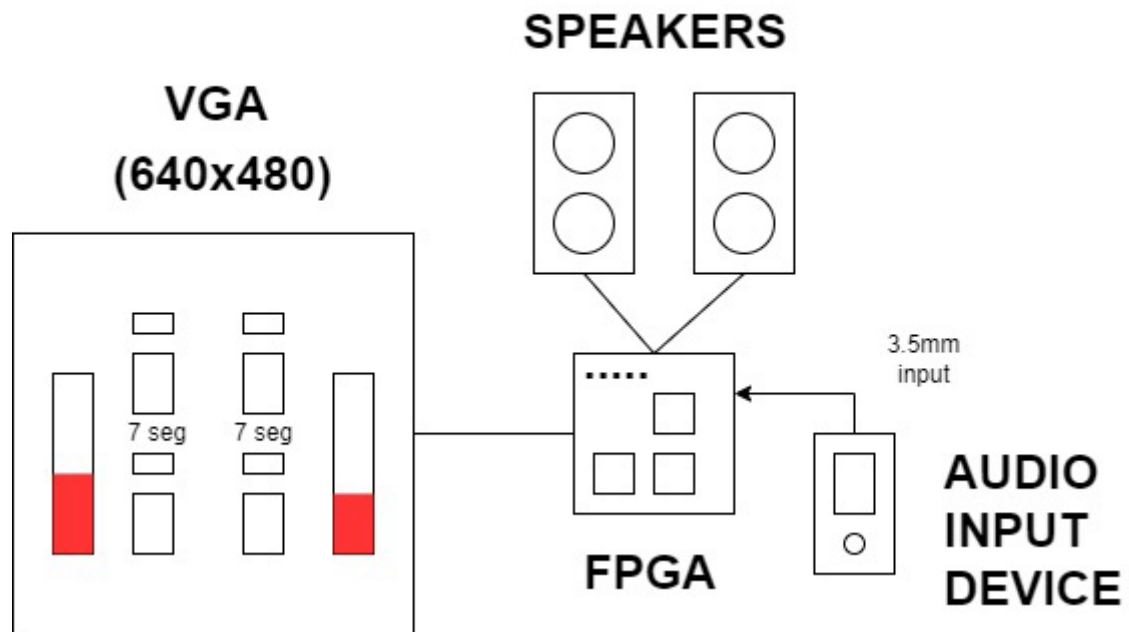 SPEAKERS
VGA
(640x480)
3.5mm
input
7 seg 7 seg
AUDIO
INPUT
DEVICE
FPGA